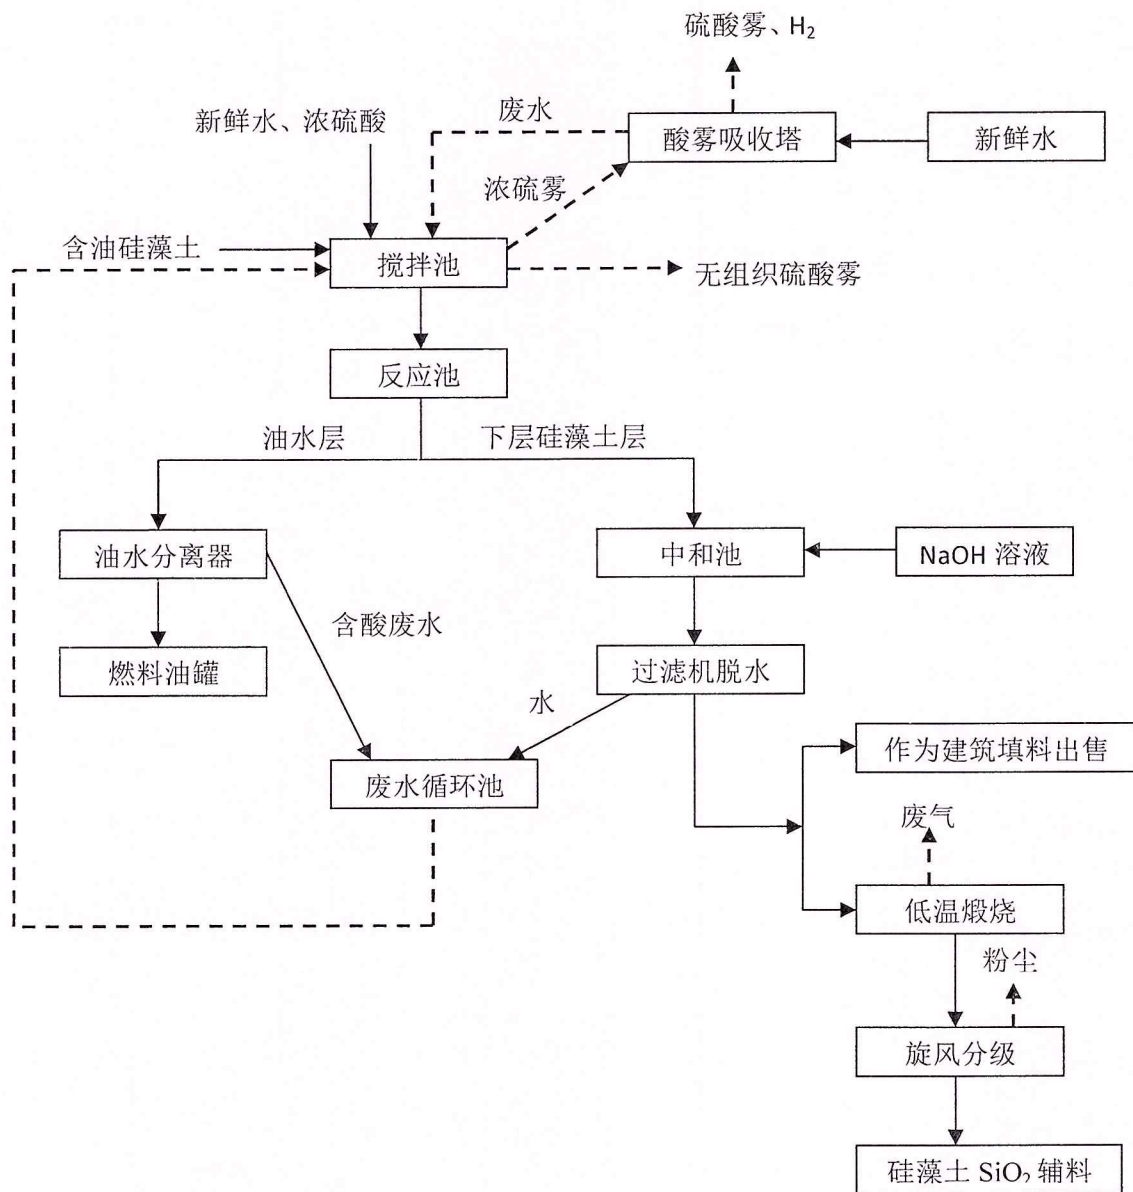 硫酸雾、H₂
废水
新鲜水、浓硫酸
酸雾吸收塔
新鲜水
浓硫雾
含油硅藻土
搅拌池
无组织硫酸雾
反应池
油水层
下层硅藻土层
油水分离器
中和池
NaOH 溶液
含酸废水
燃料油罐
过滤机脱水
水
作为建筑填料出售
废水循环池
废气
低温煅烧
粉尘
旋风分级
硅藻土 SiO₂ 辅料